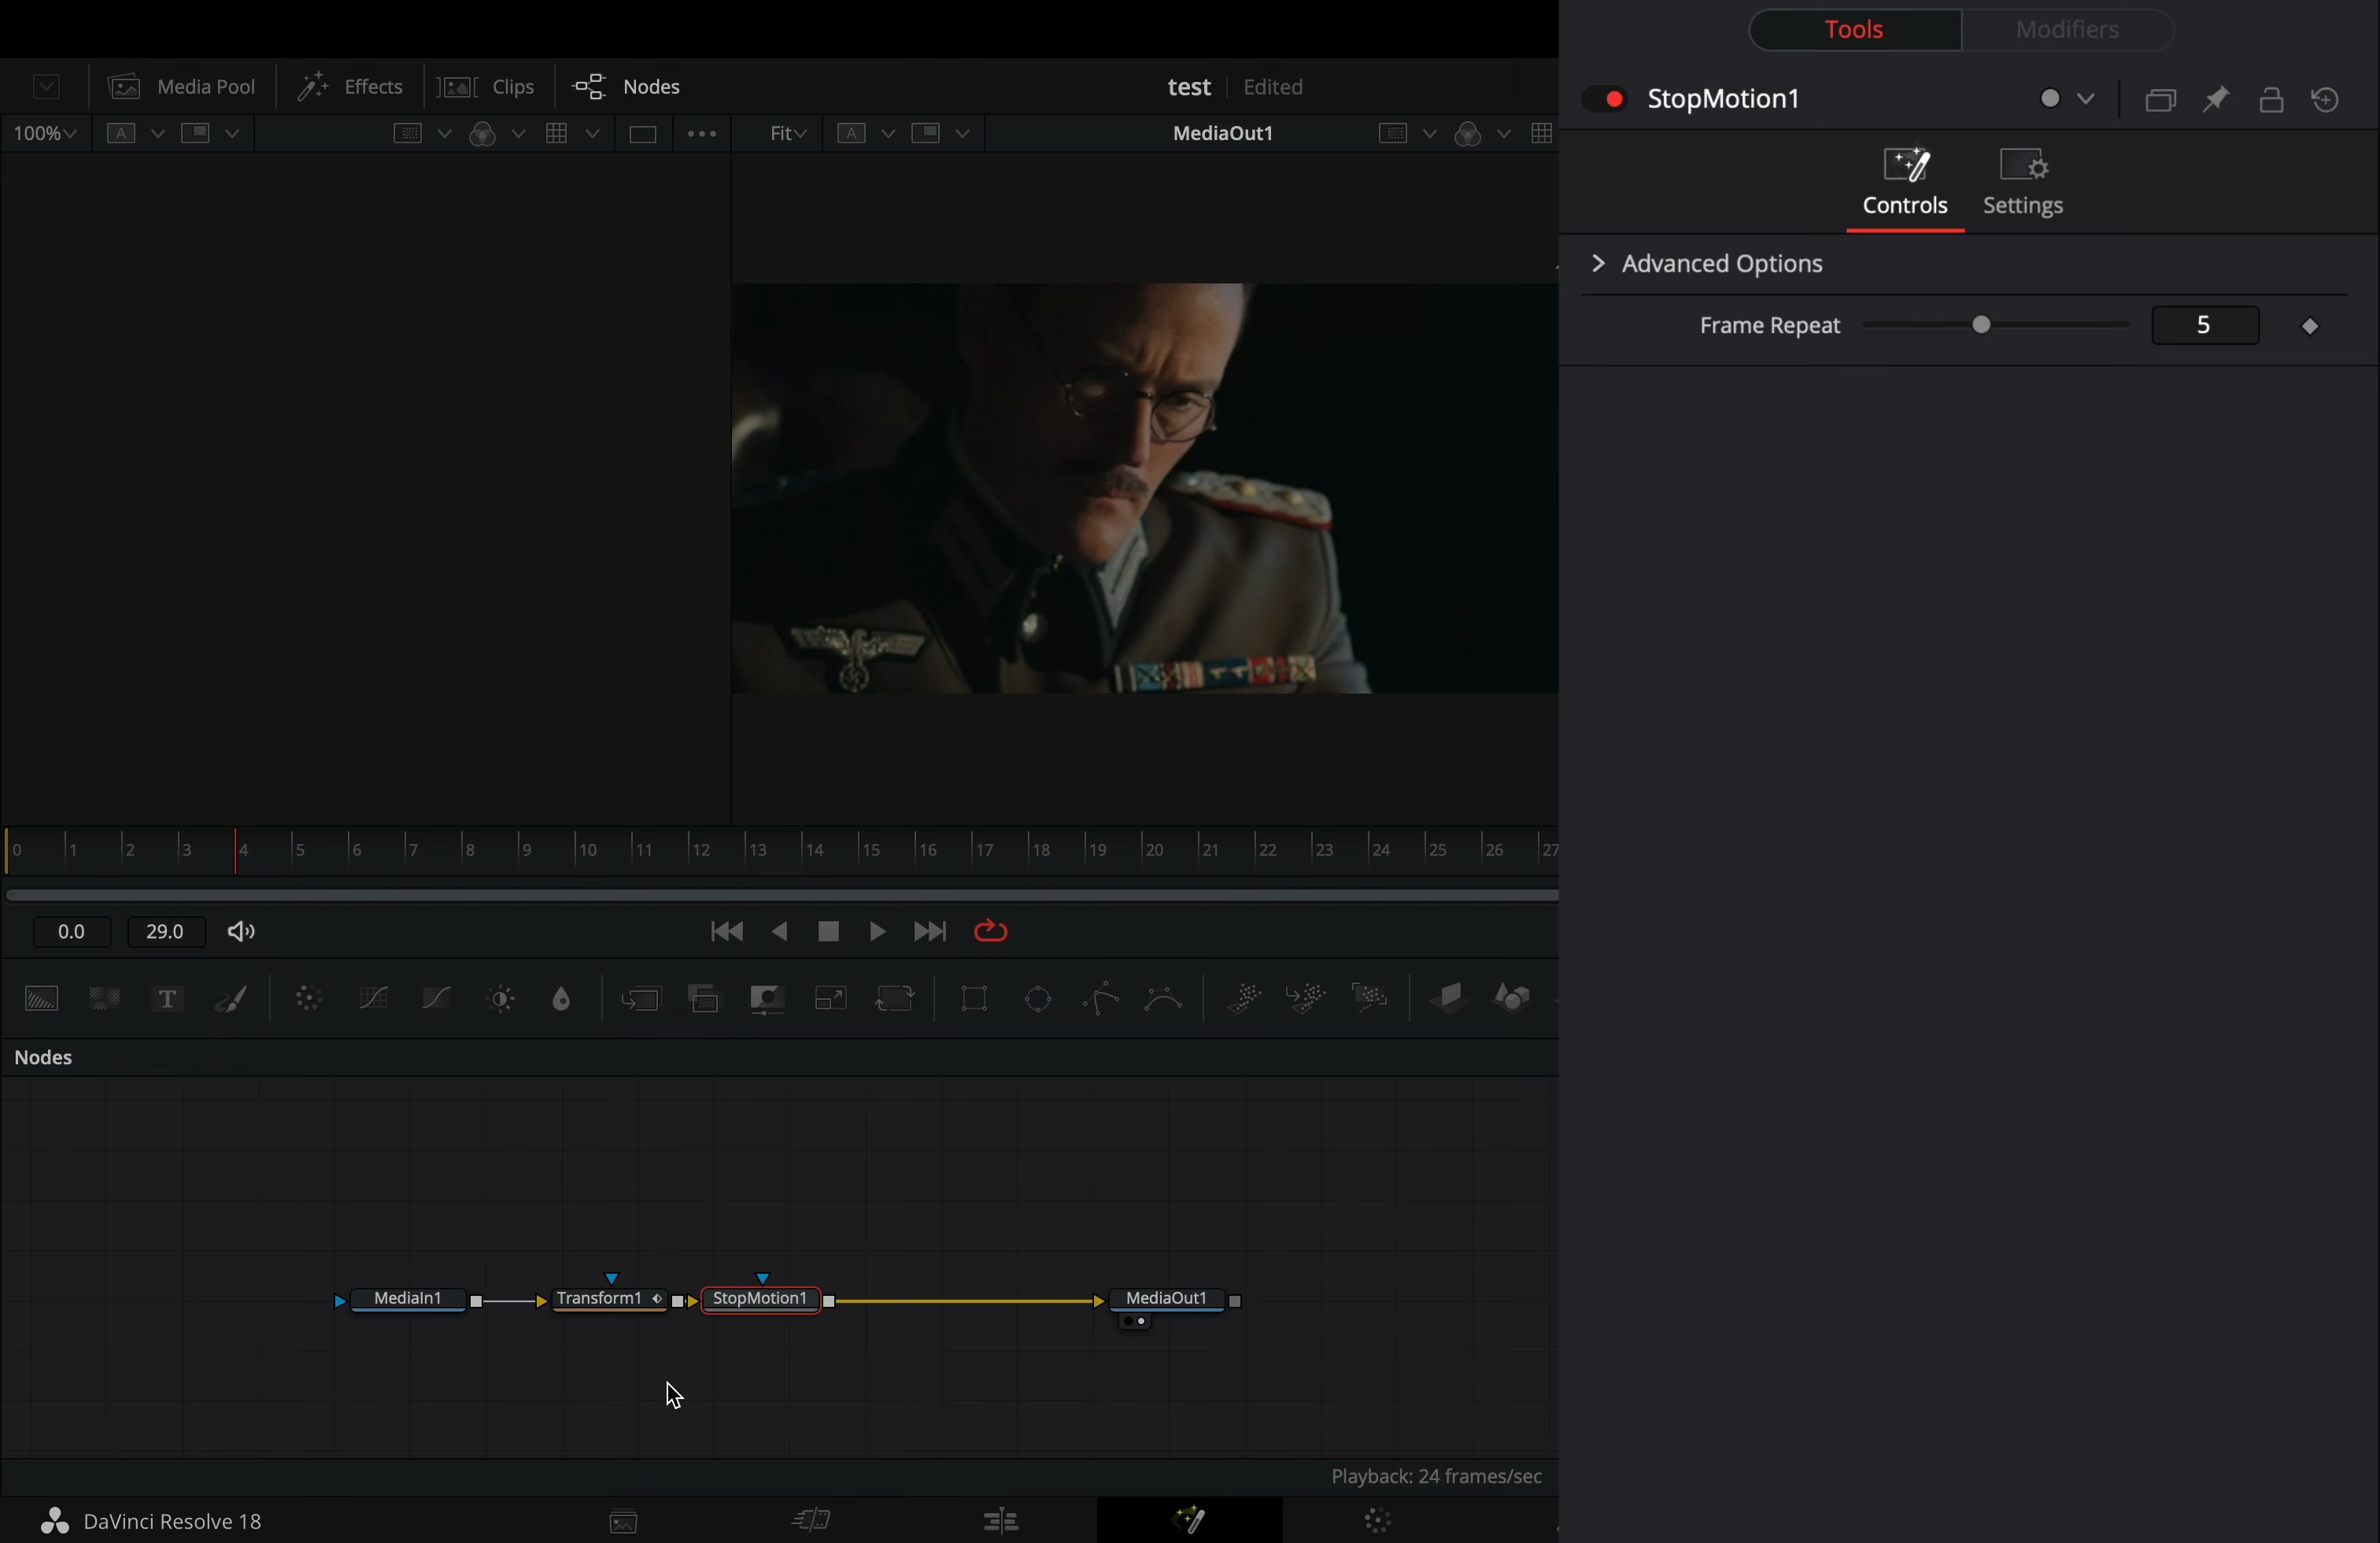 Tools Modifiers
Media Pool Effects Clips Nodes test Edited
StopMotion1
100% A Fit A MediaOut1
Controls Settings
Advanced Options
Frame Repeat 5
0 1 2 3 4 5 6 7 8 9 10 11 12 13 14 15 16 17 18 19 20 21 22 23 24 25 26 27
0.0 29.0
T
Nodes
MediaIn1 Transform1 StopMotion1 MediaOut1
Playback: 24 frames/sec
DaVinci Resolve 18